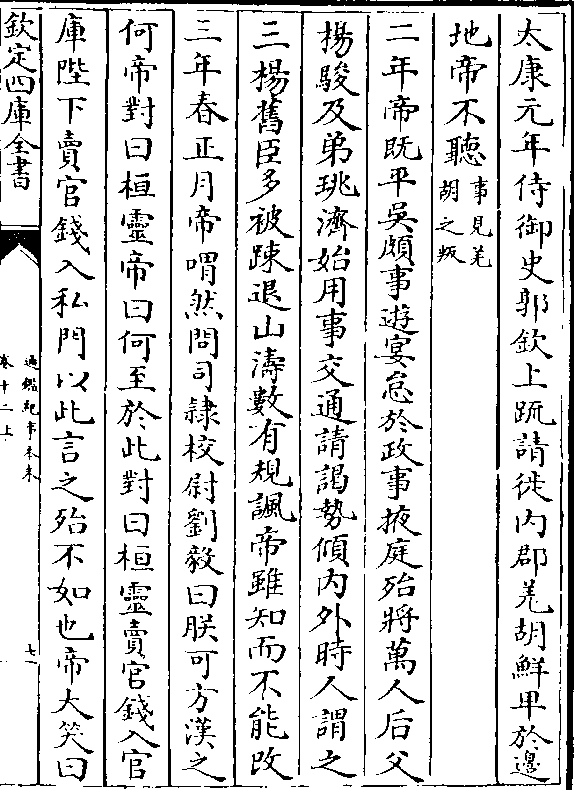 太康元年侍御史郭欽上䟽請徙内郡羌胡鮮卑於邊
地帝不聽事見羌
胡之叛
二年帝既平吳頗事遊宴怠於政事掖庭殆將萬人后父
楊駿及弟珧濟始用事交通請謁勢傾内外時人謂之
三楊舊臣多被踈退山濤數有規諷帝雖知而不能改
三年春正月帝喟然問司隷校尉劉毅曰朕可方漢之
何帝對曰桓靈帝曰何至於此對曰桓靈賣官錢入官
庫陛下賣官錢入私門以此言之殆不如也帝大笑曰
欽定四庫全書
通鑑紀事本末
卷十二上
七